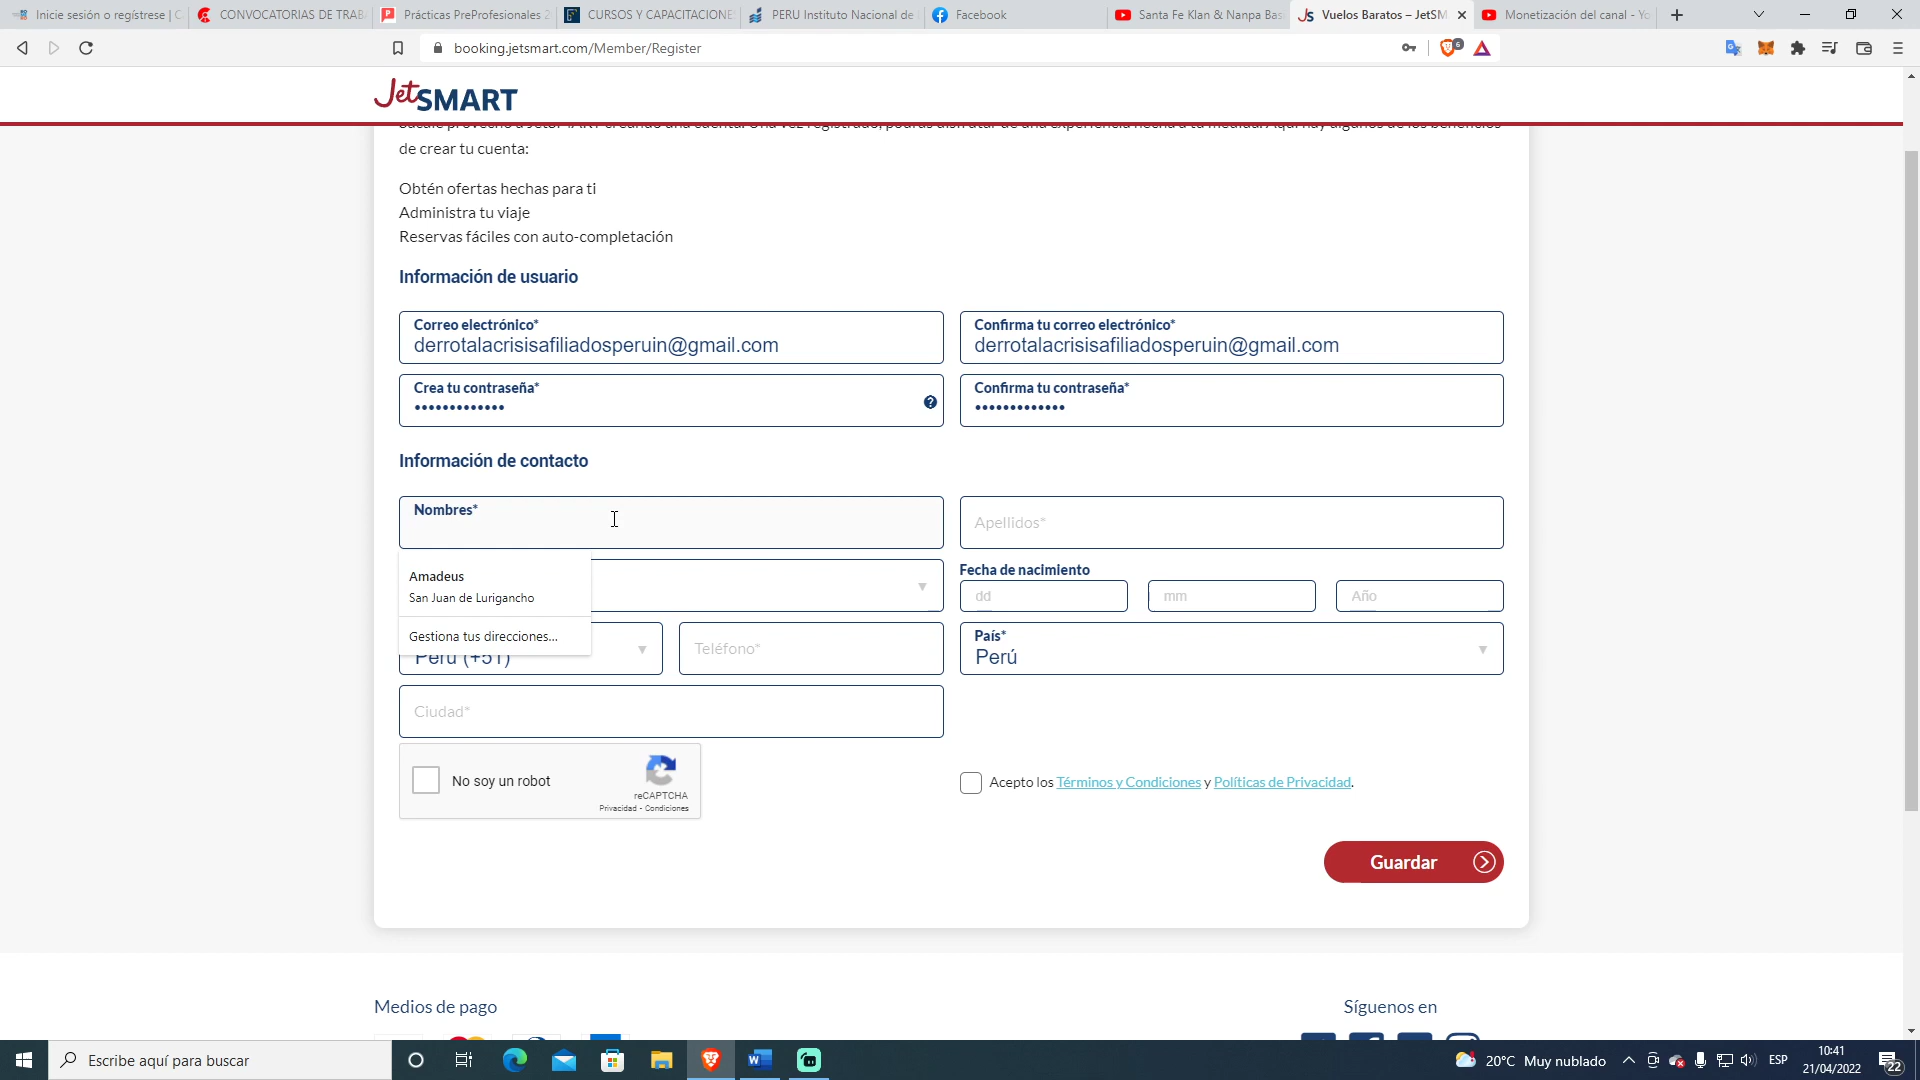 Inicie sesión o regístrese | C
CONVOCATORIAS DE TRAB
Prácticas PreProfesionales 2
CURSOS Y CAPACITACIONE
PERU Instituto Nacional de
Facebook
Santa Fe Klan & Nanpa Bas
Vuelos Baratos – JetSM
Monetización del canal - Yo
booking.jetsmart.com/Member/Register
6
JetSMART
de crear tu cuenta:
Obtén ofertas hechas para ti
Administra tu viaje
Reservas fáciles con auto-completación
Información de usuario
Correo electrónico*
derrotalacrisisafiliadosperuin@gmail.com
Confirma tu correo electrónico*
derrotalacrisisafiliadosperuin@gmail.com
Crea tu contraseña*
•••••••••••••
Confirma tu contraseña*
•••••••••••••
Información de contacto
Nombres*
Apellidos*
Amadeus
San Juan de Lurigancho
Gestiona tus direcciones...
Fecha de nacimiento
dd
mm
Año
Perú (+51)
Teléfono*
País*
Perú
Ciudad*
No soy un robot
reCAPTCHA
Privacidad - Condiciones
Acepto los Términos y Condiciones y Políticas de Privacidad.
Guardar
Medios de pago
Síguenos en
Escribe aquí para buscar
20°C Muy nublado
ESP
10:41
21/04/2022
22